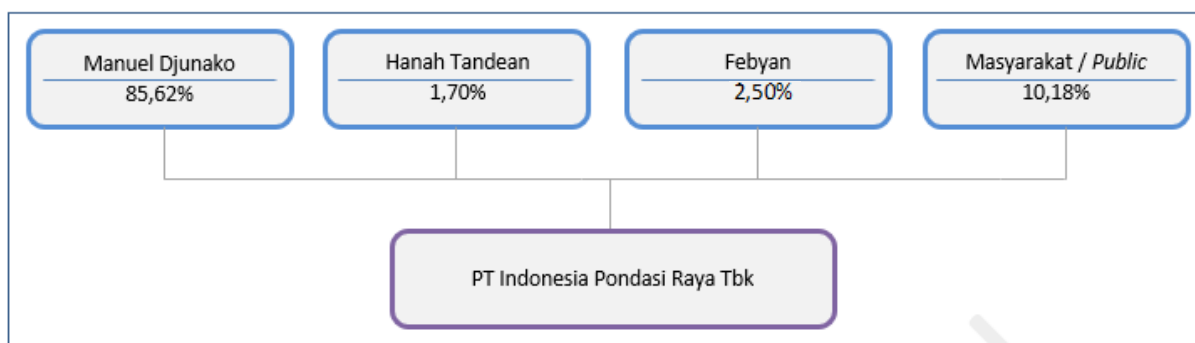 Manuel Djunako
85,62%
Hanah Tandean
1,70%
Febyan
2,50%
Masyarakat / Public
10,18%
PT Indonesia Pondasi Raya Tbk